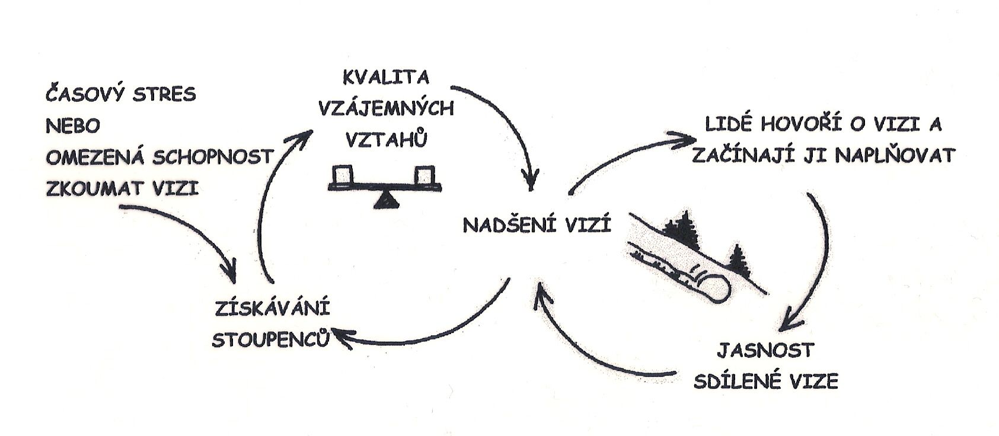 ČASOVÝ STRES
NEBO
OMEZENÁ SCHOPNOST
ZKOUMAT VIZI
KVALITA
VZÁJEMNÝCH
VZTAHŮ
LIDÉ HOVOŘÍ O VIZI A
ZAČÍNAJÍ JI NAPLŇOVAT
NADŠENÍ VIZÍ
ZÍSKÁVÁNÍ
STOUPENCŮ
JASNOST
SDÍLENÉ VIZE